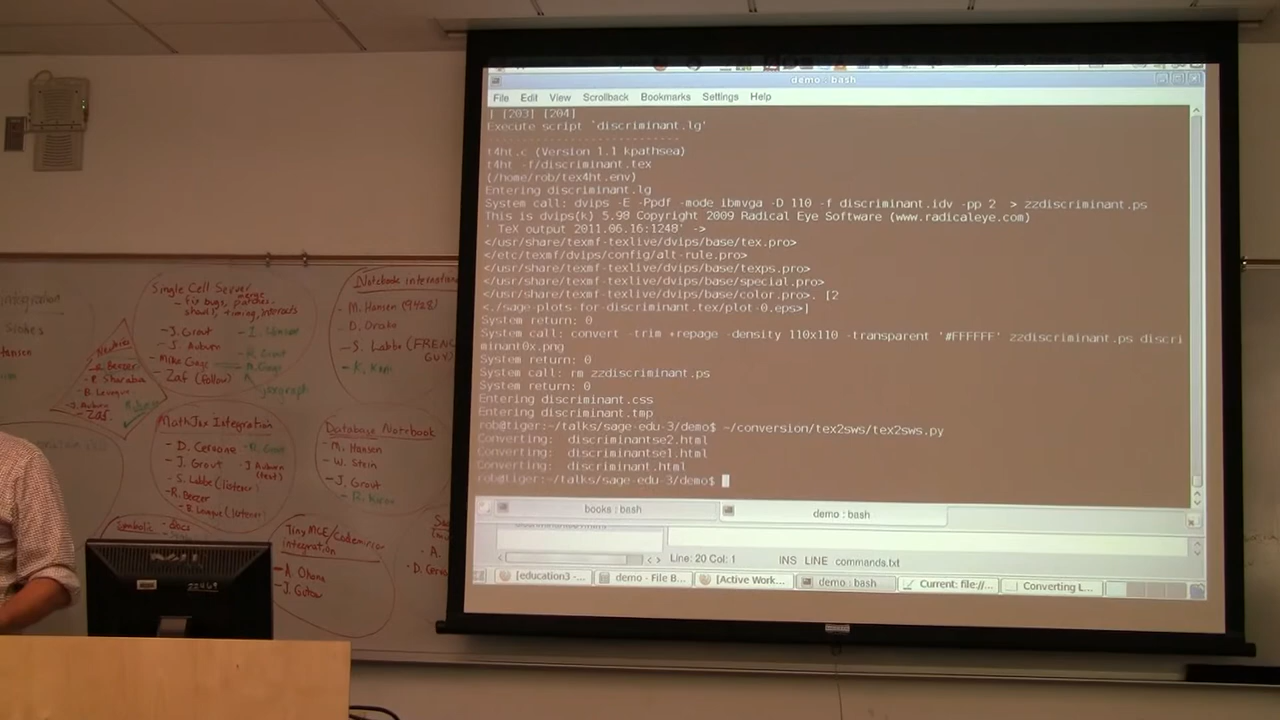 demo : bash
File Edit View Scrollback Bookmarks Settings Help
] [203] [204]
Execute script `discriminant.lg'
----------------------------
t4ht.c (Version 1.1 kpathsea)
t4ht -f/discriminant.tex
(/home/rob/tex4ht.env)
Entering discriminant.lg
System call: dvips -E -Ppdf -mode ibmvga -D 110 -f discriminant.idv -pp 2 > zzdiscriminant.ps
This is dvips(k) 5.98 Copyright 2009 Radical Eye Software (www.radicaleye.com)
' TeX output 2011.06.16:1248' ->
</usr/share/texmf-texlive/dvips/base/tex.pro>
</etc/texmf/dvips/config/alt-rule.pro>
</usr/share/texmf-texlive/dvips/base/texps.pro>
</usr/share/texmf-texlive/dvips/base/special.pro>
</usr/share/texmf-texlive/dvips/base/color.pro>. [2
<./sage-plots-for-discriminant.tex/plot-0.eps>]
System return: 0
System call: convert -trim +repage -density 110x110 -transparent '#FFFFFF' zzdiscriminant.ps discri
minant0x.png
System return: 0
System call: rm zzdiscriminant.ps
System return: 0
Entering discriminant.css
Entering discriminant.tmp
rob@tiger:~/talks/sage-edu-3/demo$ ~/conversion/tex2sws/tex2sws.py
Converting: discriminantse2.html
Converting: discriminantse1.html
Converting: discriminant.html
rob@tiger:~/talks/sage-edu-3/demo$
books : bash
demo : bash
Line: 20 Col: 1 INS LINE commands.txt
[education3 -...
demo - File B...
[Active Work...
demo : bash
Current: file://...
Converting L...
Single Cell Server
- fix bugs, patches,
merge
- J. Grout
- S. Auburn
- Mike Gage
- Zaf (follow)
R. Beezer
Zaf
MathJax Integration
- D. Cervone
- J. Grout
- S. Labbe (listener)
- R. Beezer
Notebook internation
M. Hansen (9428)
D. Drake
S. Labbe (FRENCH
GUY)
K. Kim
Database Notebook
- M. Hansen
- W. Stein
- J. Grout
TinyMCE/Codemirror
integration
- A. Ohana
- J. Gutow
22469